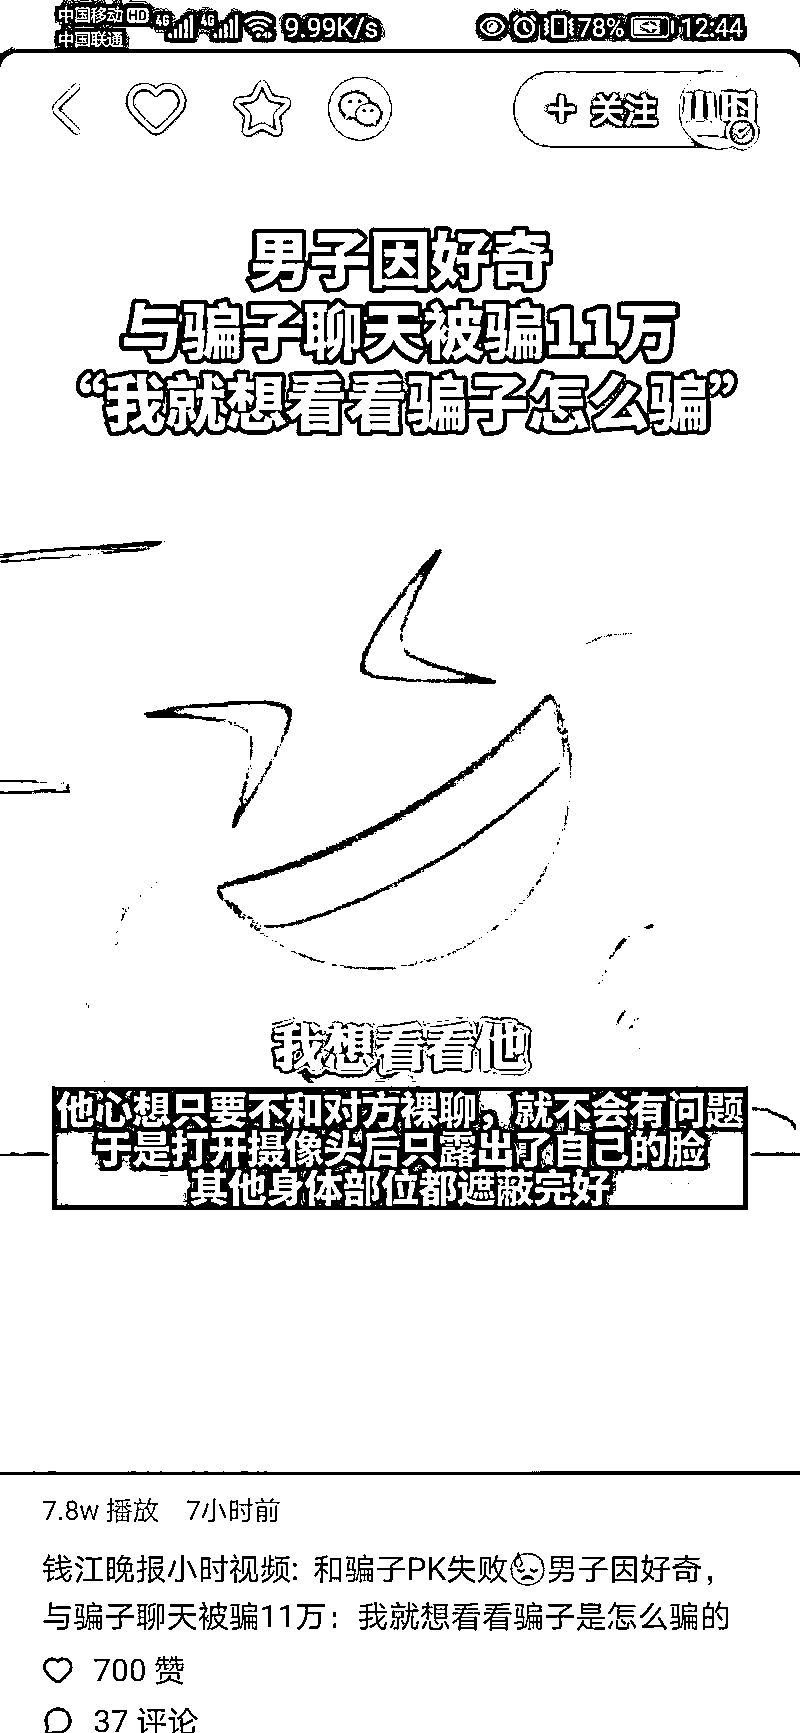 中国移动 HD 4G 4G 9.99K/s 78% 12:44
中国联通
+ 关注 小时
男子因好奇
与骗子聊天被骗11万
“我就想看看骗子怎么骗”
我想看看他
他心想只要不和对方裸聊，就不会有问题
于是打开摄像头后只露出了自己的脸
其他身体部位都遮蔽完好
7.8w 播放 7小时前
钱江晚报小时视频: 和骗子PK失败男子因好奇，
与骗子聊天被骗11万：我就想看看骗子是怎么骗的
700 赞
37 评论